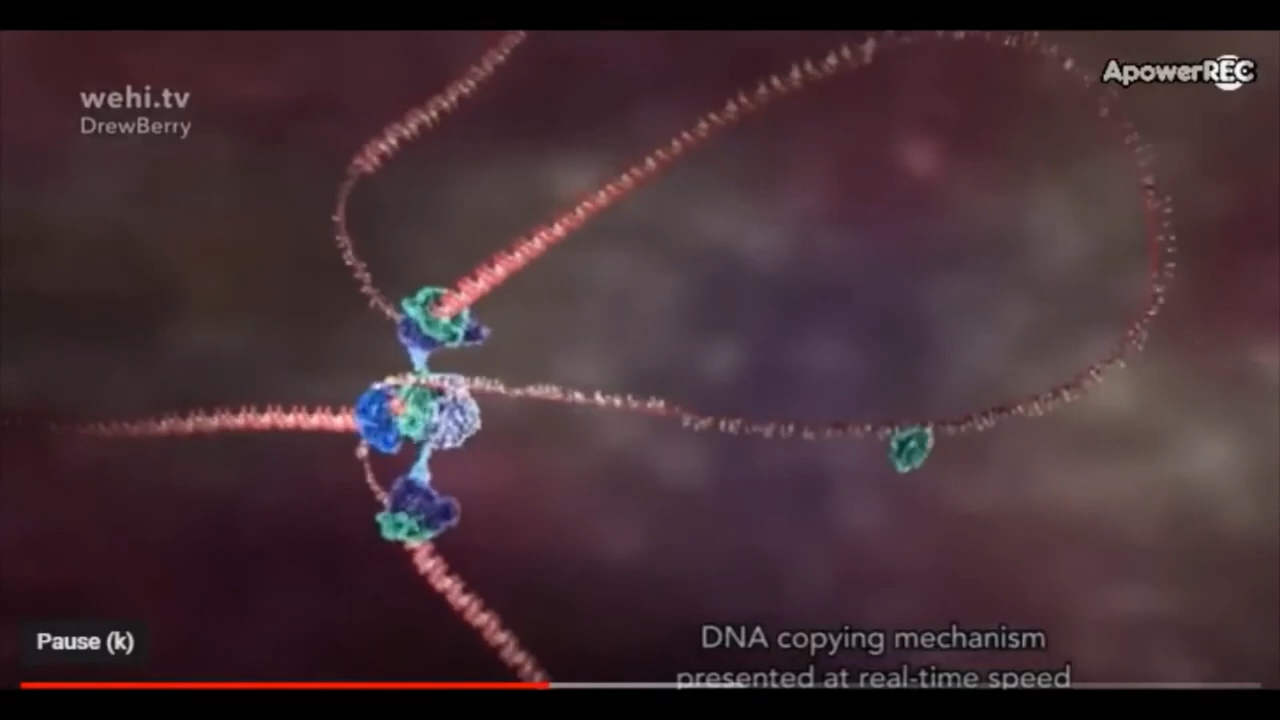 wehi.tv
DrewBerry
ApowerREC
Pause (k)
DNA copying mechanism
presented at real-time speed